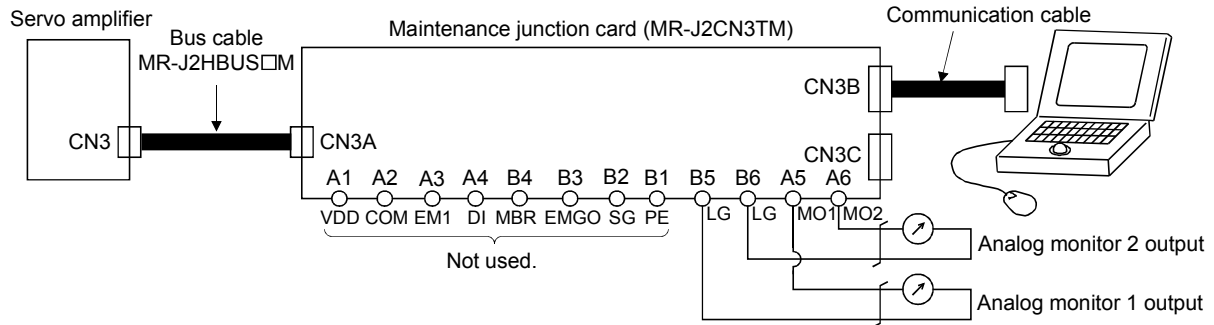 Servo amplifier
Bus cable
MR-J2HBUS□M
Maintenance junction card (MR-J2CN3TM)
Communication cable
CN3B
CN3
CN3A
CN3C
A1 A2 A3 A4 B4 B3 B2 B1 B5 B6 A5 A6
VDD COM EM1 DI MBR EMGO SG PE LG LG MO1 MO2
Not used.
Analog monitor 2 output
Analog monitor 1 output